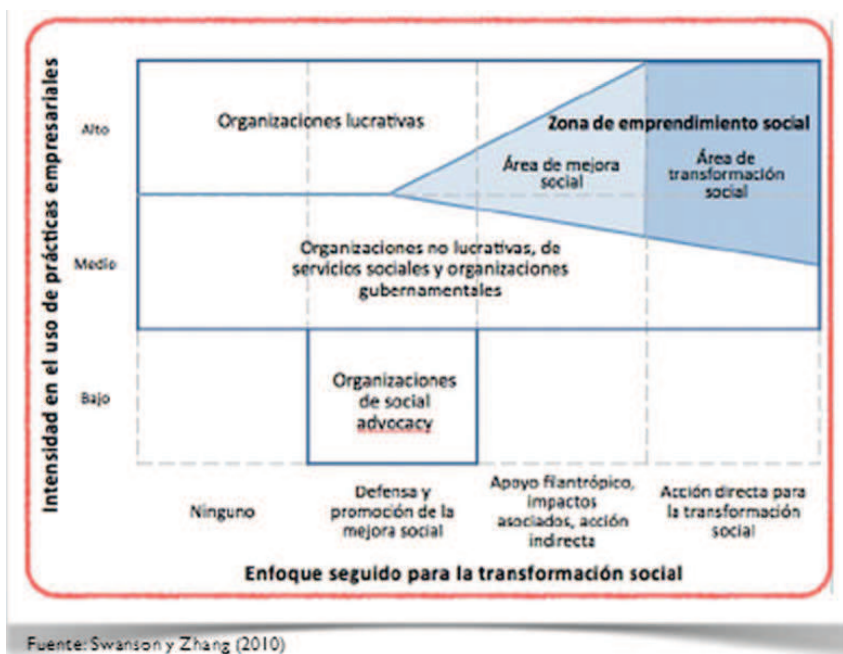 Intensidad en el uso de prácticas empresariales
Alto
Medio
Bajo
Organizaciones lucrativas
Zona de emprendimiento social
Área de mejora
social
Área de
transformación
social
Organizaciones no lucrativas, de
servicios sociales y organizaciones
gubernamentales
Organizaciones
de social
advocacy
Ninguno
Defensa y
promoción de la
mejora social
Apoyo filantrópico,
impactos
asociados, acción
indirecta
Acción directa para
la transformación
social
Enfoque seguido para la transformación social
Fuente: Swanson y Zhang (2010)